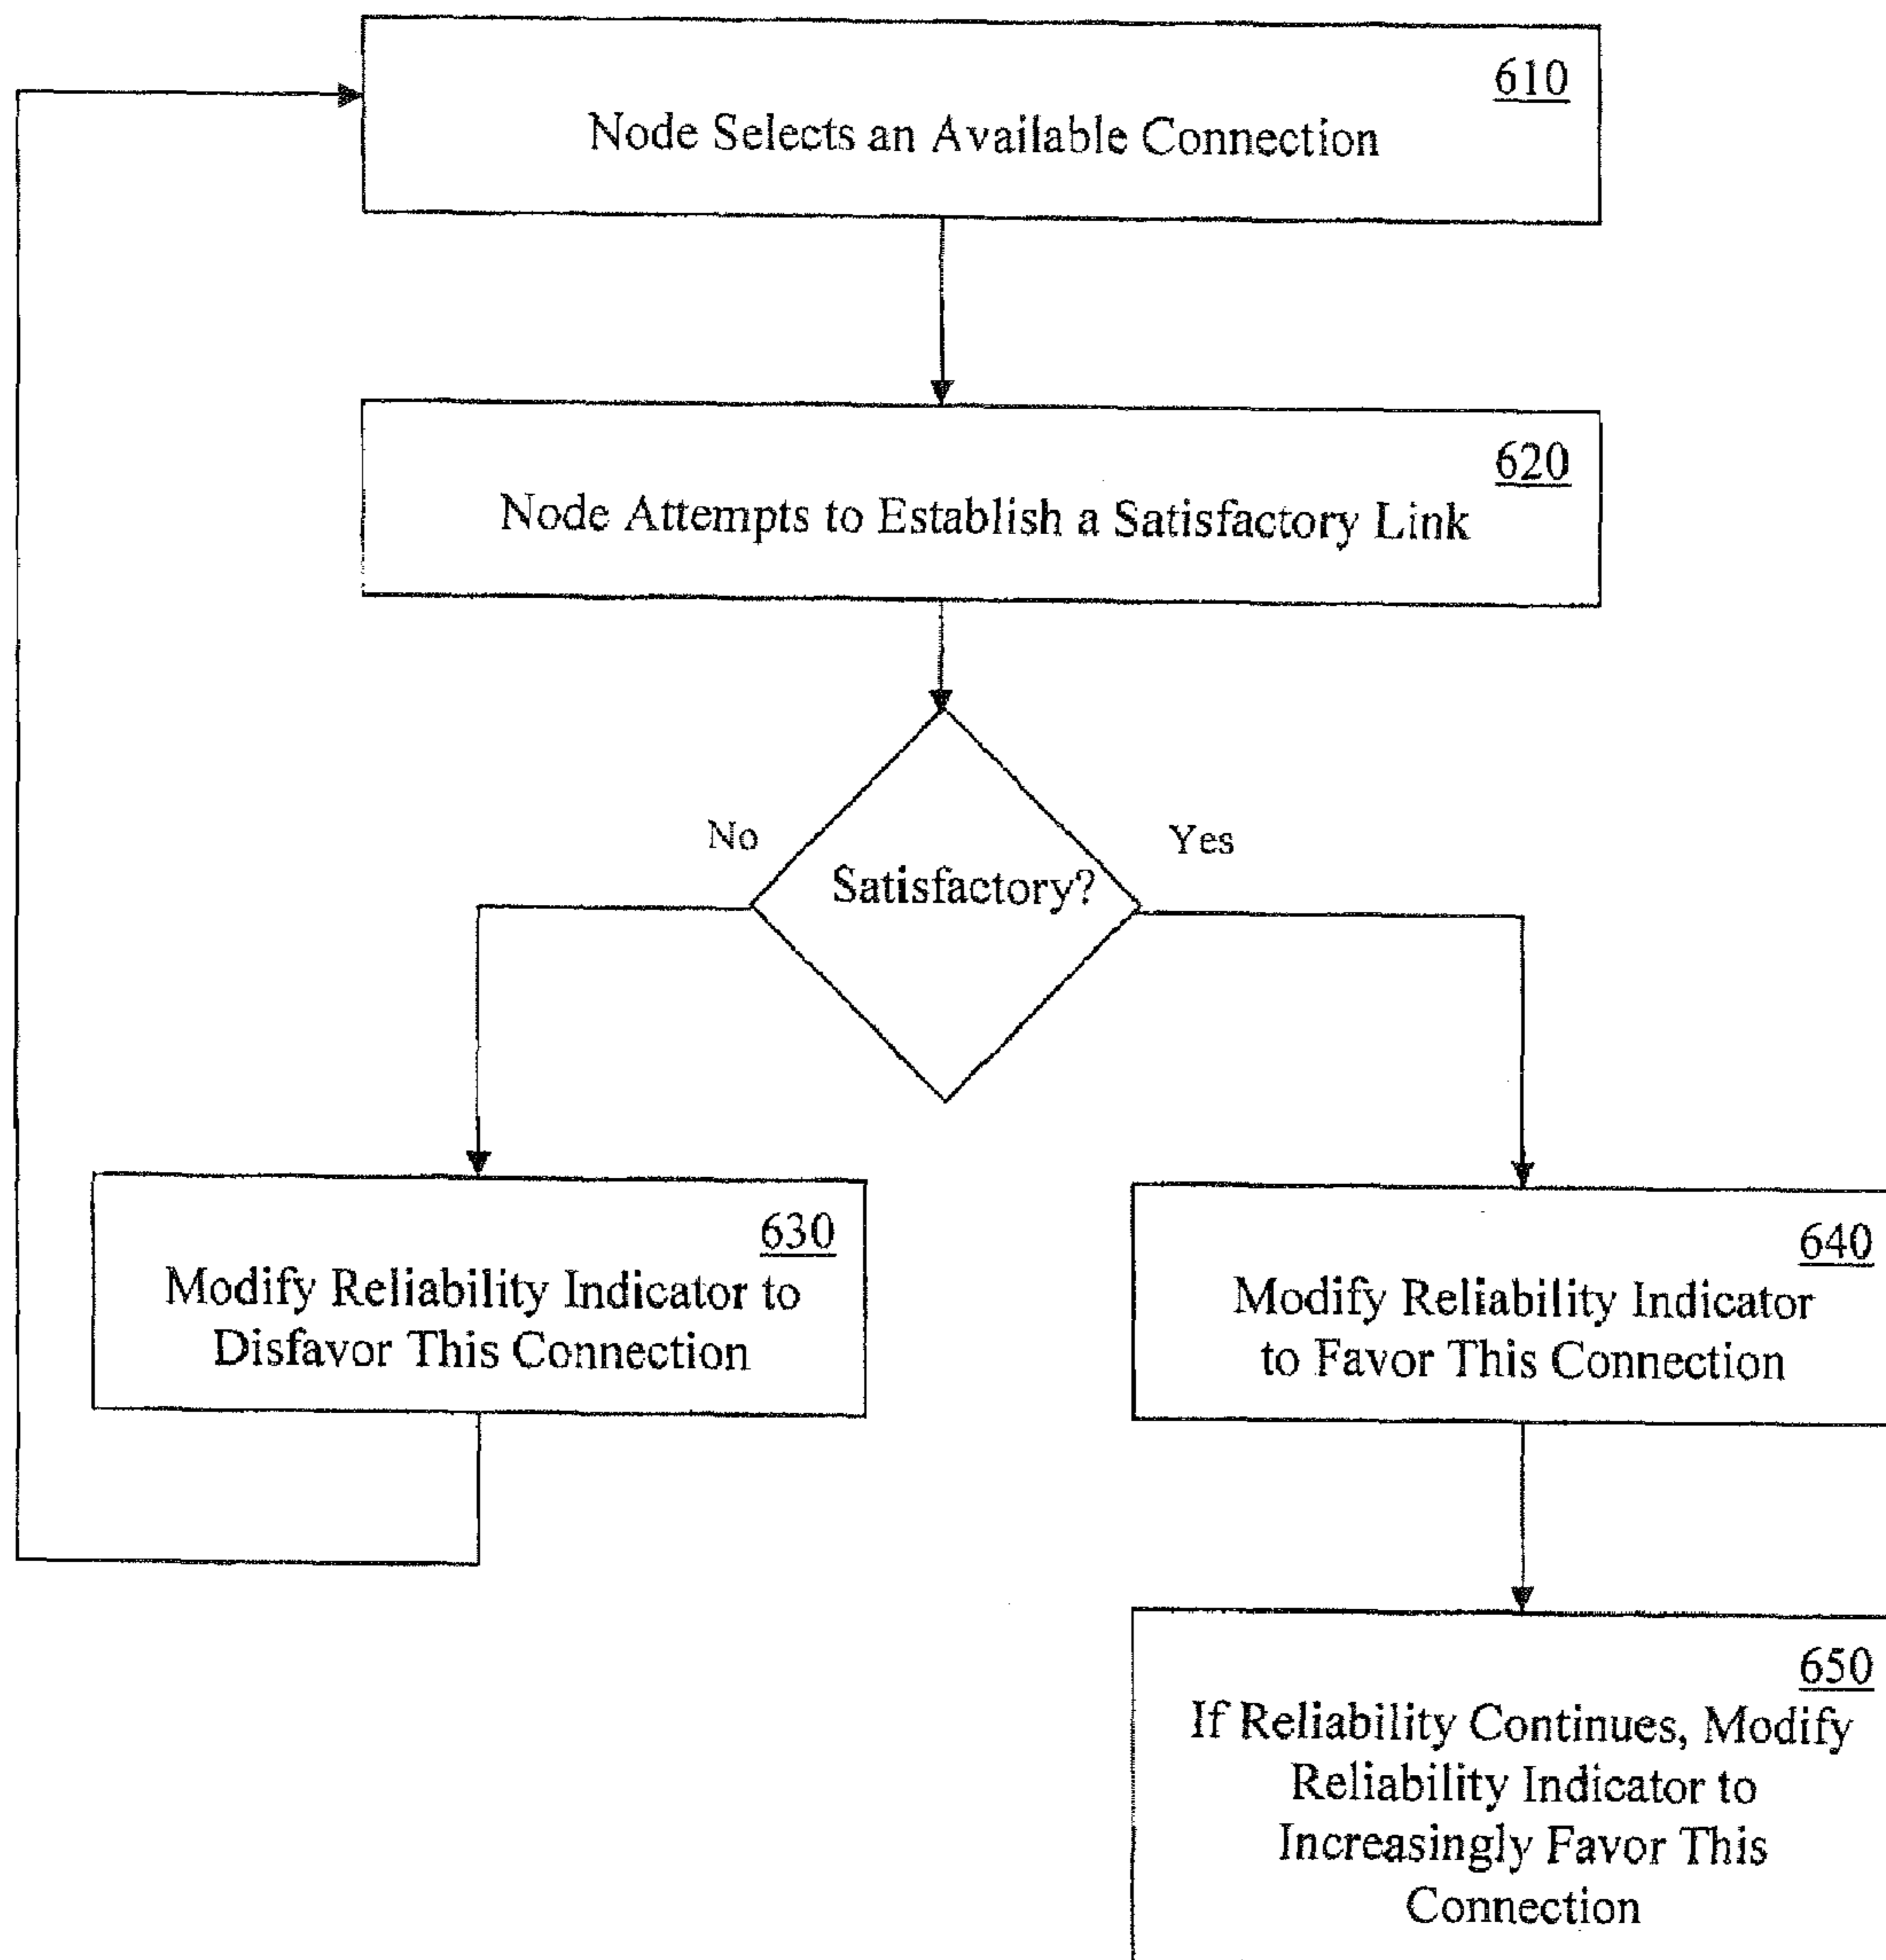 610
Node Selects an Available Connection
620
Node Attempts to Establish a Satisfactory Link
No
Yes
Satisfactory?
630
Modify Reliability Indicator to
Disfavor This Connection
640
Modify Reliability Indicator
to Favor This Connection
650
If Reliability Continues, Modify
Reliability Indicator to
Increasingly Favor This
Connection